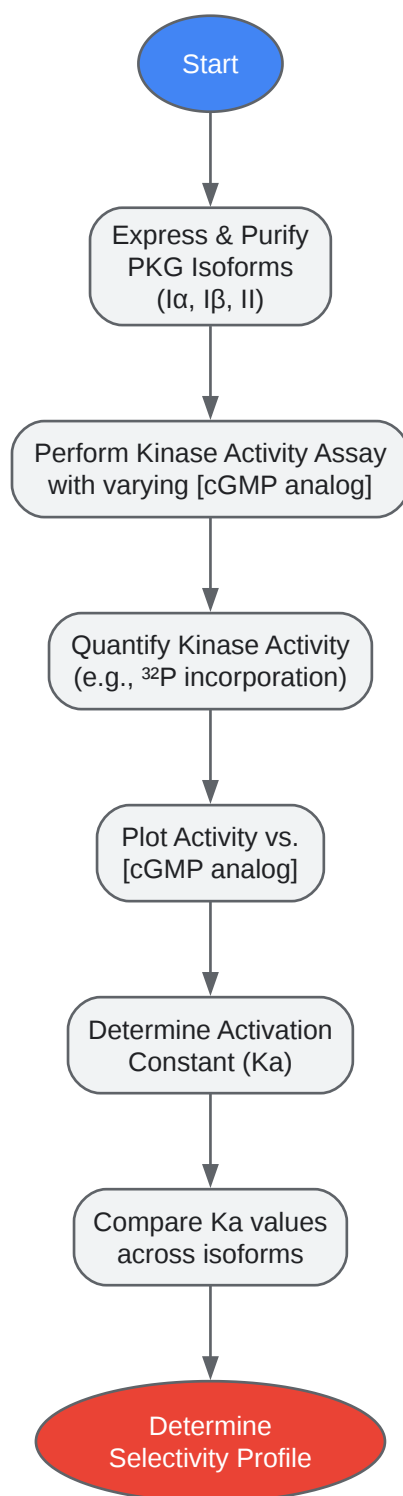 Start
Express & Purify
PKG Isoforms
(Iα, Iβ, II)
Perform Kinase Activity Assay
with varying [cGMP analog]
Quantify Kinase Activity
(e.g., ³²P incorporation)
Plot Activity vs.
[cGMP analog]
Determine Activation
Constant (Ka)
Compare Ka values
across isoforms
Determine
Selectivity Profile